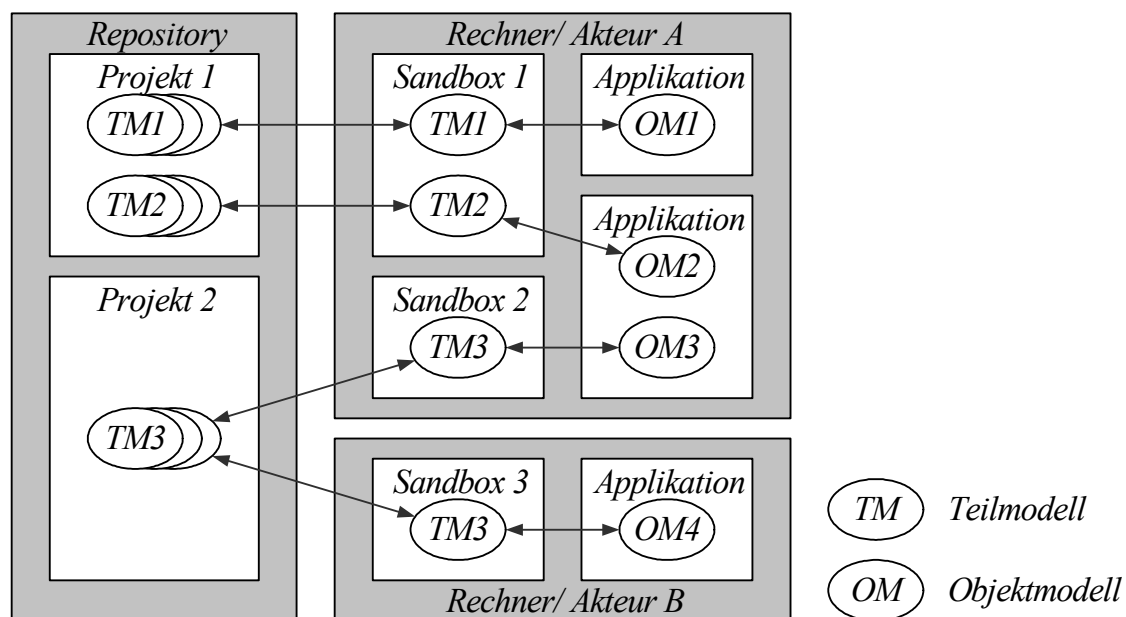 Repository
Projekt 1
TM1
TM2
Projekt 2
TM3
Rechner/ Akteur A
Sandbox 1
TM1
TM2
Applikation
OM1
Applikation
OM2
OM3
Sandbox 2
TM3
Sandbox 3
TM3
Applikation
OM4
Rechner/ Akteur B
TM Teilmodell
OM Objektmodell